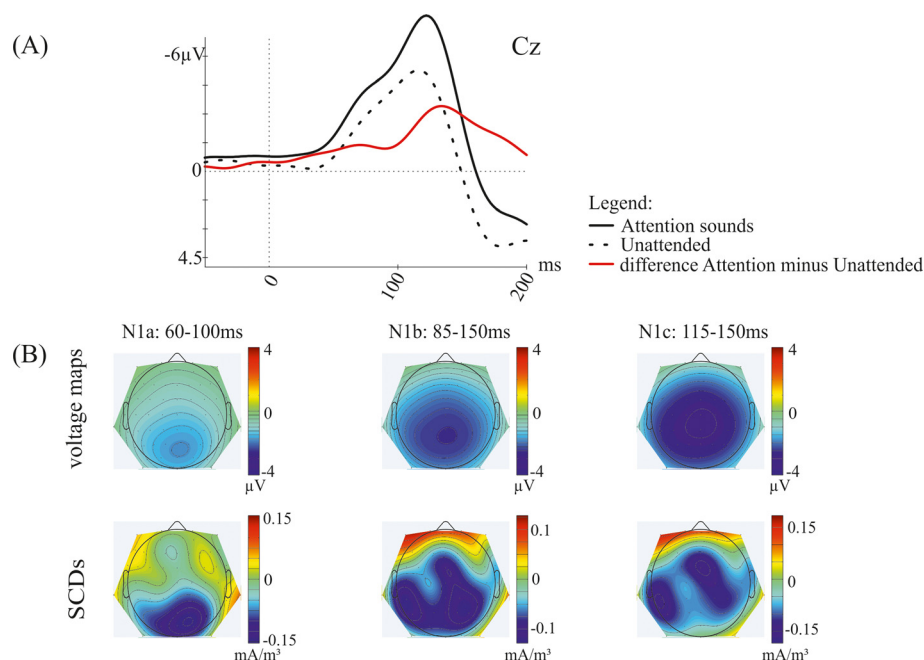 (A)
Cz
-6µV
0
4.5
0
100
200
ms
Legend:
Attention sounds
Unattended
difference Attention minus Unattended
(B)
N1a: 60-100ms
N1b: 85-150ms
N1c: 115-150ms
voltage maps
4
0
-4
µV
4
0
-4
µV
4
0
-4
µV
SCDs
0.15
0
-0.15
mA/m³
0.1
0
-0.1
mA/m³
0.15
0
-0.15
mA/m³